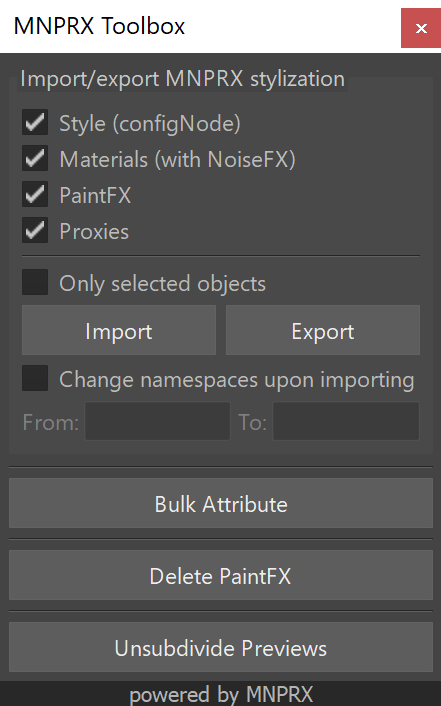 MNPRX Toolbox
Import/export MNPRX stylization
Style (configNode)
Materials (with NoiseFX)
PaintFX
Proxies
Only selected objects
Import Export
Change namespaces upon importing
From: To:
Bulk Attribute
Delete PaintFX
Unsubdivide Previews
powered by MNPRX